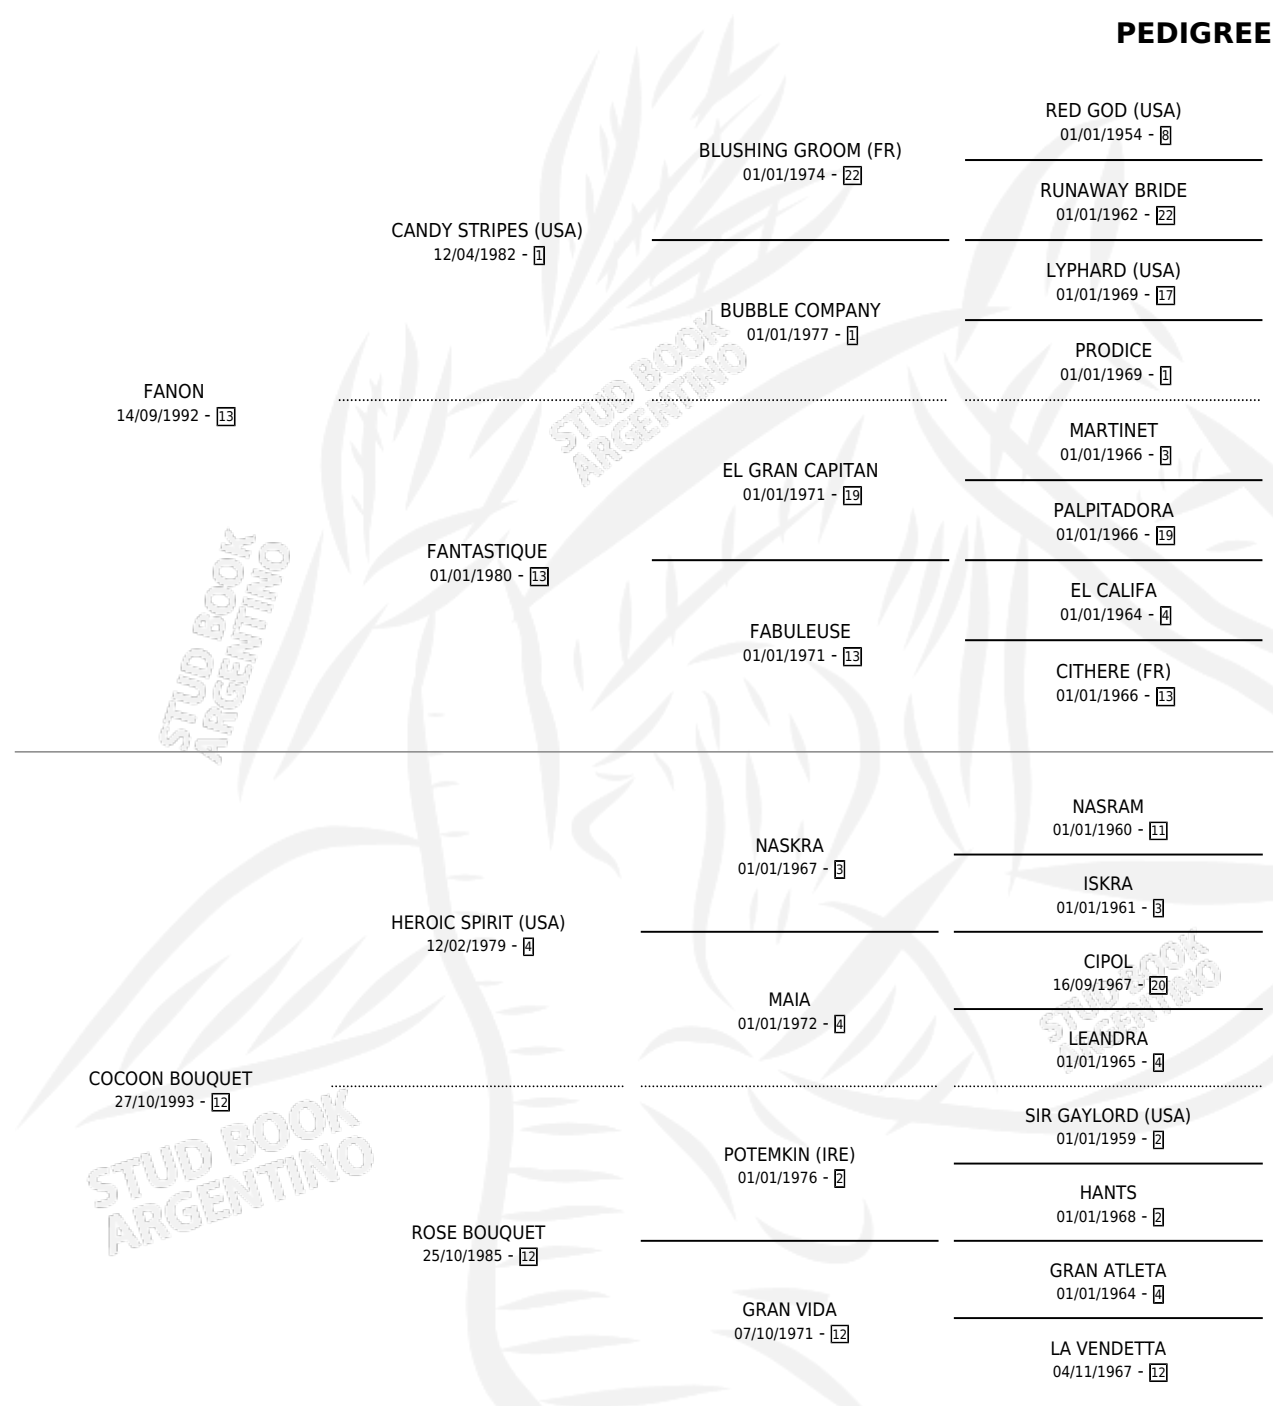 PEDIGREE
RED GOD (USA)
01/01/1954 - 8
BLUSHING GROOM (FR)
01/01/1974 - 22
RUNAWAY BRIDE
01/01/1962 - 22
CANDY STRIPES (USA)
12/04/1982 - 1
LYPHARD (USA)
01/01/1969 - 17
BUBBLE COMPANY
01/01/1977 - 1
PRODICE
01/01/1969 - 1
FANON
14/09/1992 - 13
MARTINET
01/01/1966 - 3
EL GRAN CAPITAN
01/01/1971 - 19
PALPITADORA
01/01/1966 - 19
FANTASTIQUE
01/01/1980 - 13
EL CALIFA
01/01/1964 - 4
FABULEUSE
01/01/1971 - 13
CITHERE (FR)
01/01/1966 - 13
NASRAM
01/01/1960 - 11
NASKRA
01/01/1967 - 3
ISKRA
01/01/1961 - 3
HEROIC SPIRIT (USA)
12/02/1979 - 4
CIPOL
16/09/1967 - 20
MAIA
01/01/1972 - 4
LEANDRA
01/01/1965 - 4
COCOON BOUQUET
27/10/1993 - 12
SIR GAYLORD (USA)
01/01/1959 - 2
POTEMKIN (IRE)
01/01/1976 - 2
HANTS
01/01/1968 - 2
ROSE BOUQUET
25/10/1985 - 12
GRAN ATLETA
01/01/1964 - 4
GRAN VIDA
07/10/1971 - 12
LA VENDETTA
04/11/1967 - 12
STUD BOOK
ARGENTINO
STUD BOOK
ARGENTINO
STUD BOOK
ARGENTINO
STUD BOOK
ARGENTINO